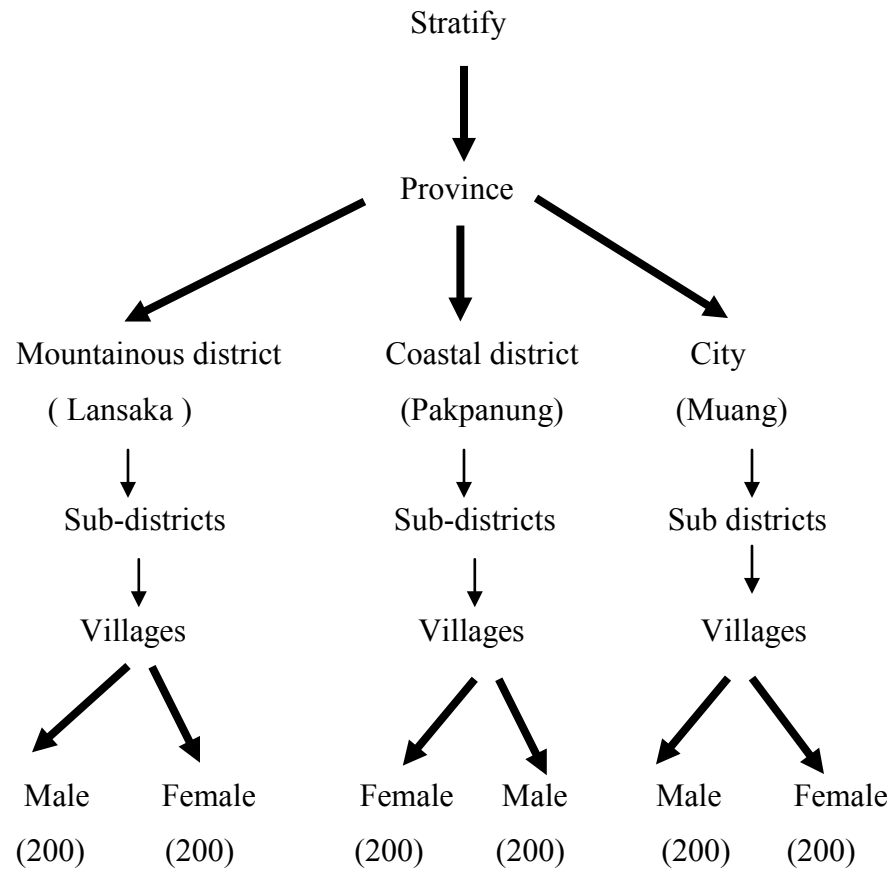 Stratify
Province
Mountainous district Coastal district City
( Lansaka ) (Pakpanung) (Muang)
Sub-districts Sub-districts Sub districts
Villages Villages Villages
Male Female Female Male Male Female
(200) (200) (200) (200) (200) (200)